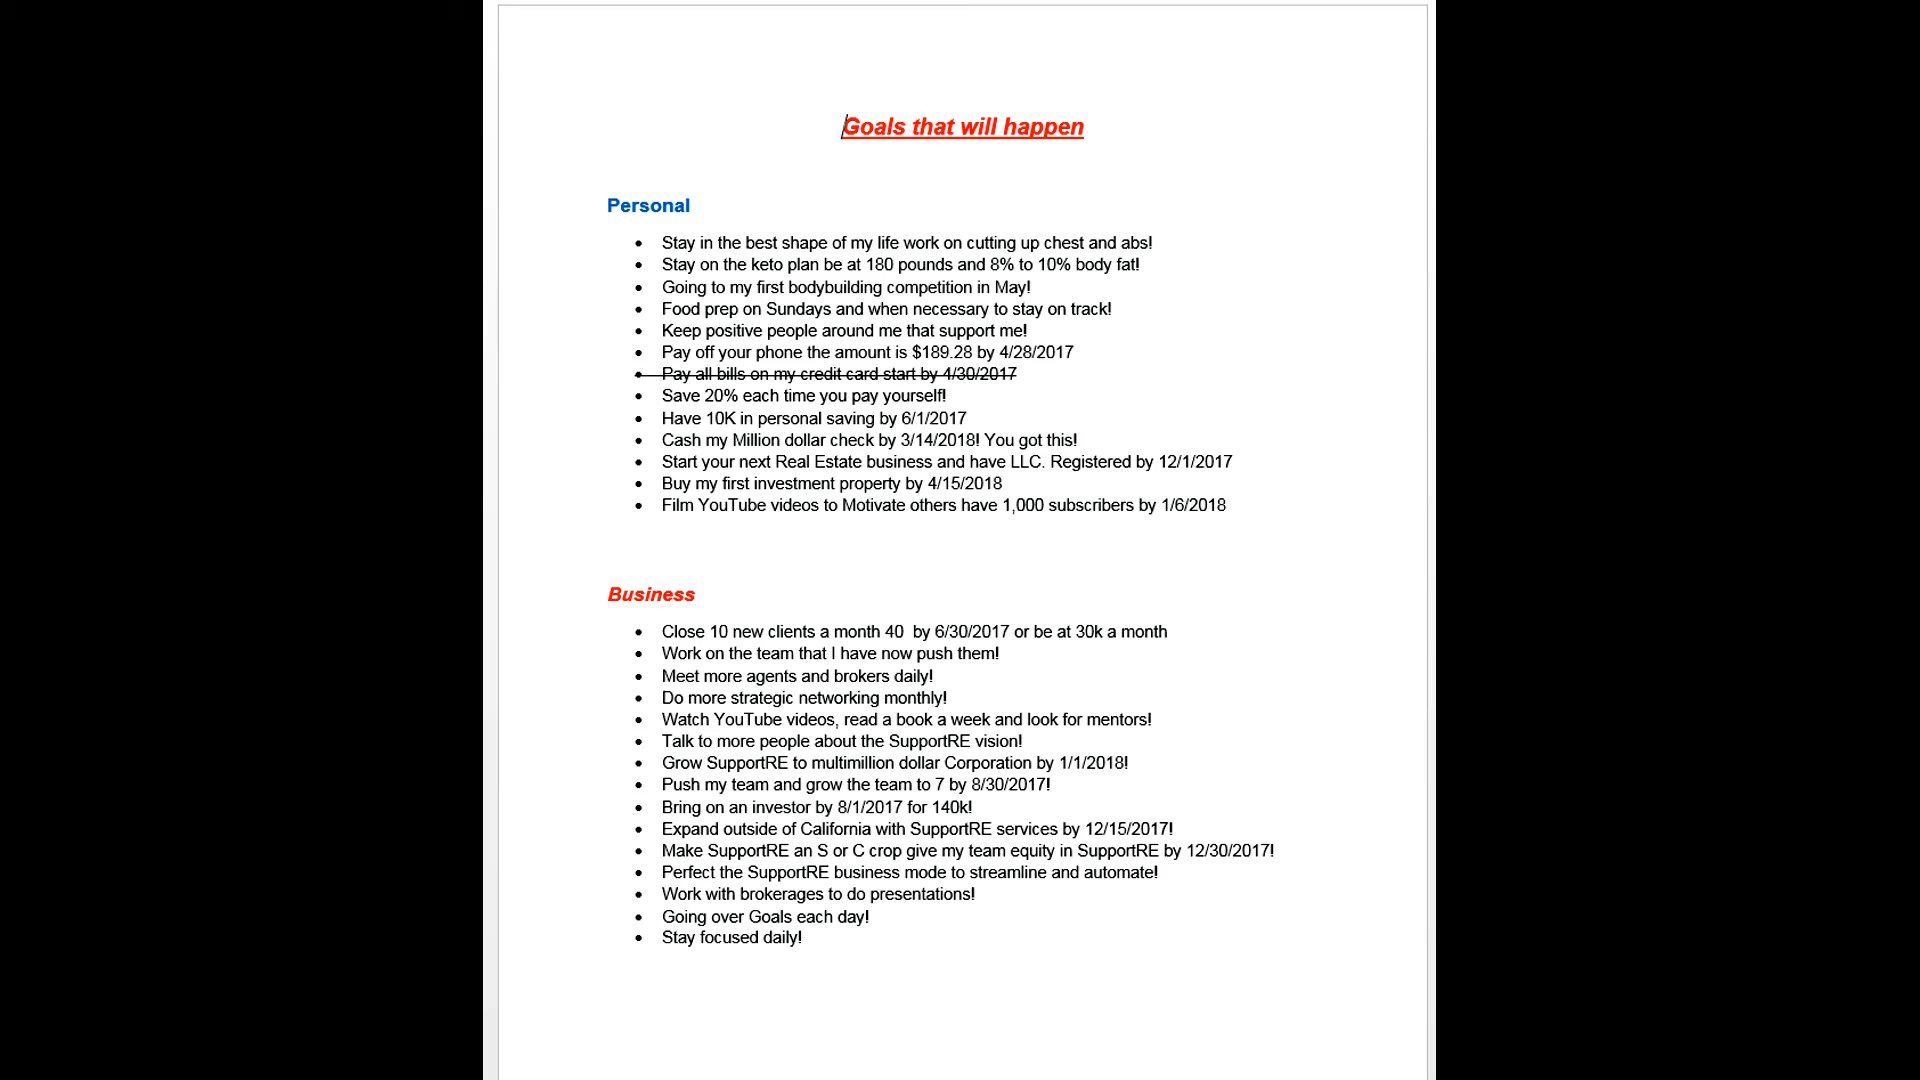 Goals that will happen
Personal
• Stay in the best shape of my life work on cutting up chest and abs!
• Stay on the keto plan be at 180 pounds and 8% to 10% body fat!
• Going to my first bodybuilding competition in May!
• Food prep on Sundays and when necessary to stay on track!
• Keep positive people around me that support me!
• Pay off your phone the amount is $189.28 by 4/28/2017
• Pay all bills on my credit card start by 4/30/2017
• Save 20% each time you pay yourself!
• Have 10K in personal saving by 6/1/2017
• Cash my Million dollar check by 3/14/2018! You got this!
• Start your next Real Estate business and have LLC. Registered by 12/1/2017
• Buy my first investment property by 4/15/2018
• Film YouTube videos to Motivate others have 1,000 subscribers by 1/6/2018
Business
• Close 10 new clients a month 40  by 6/30/2017 or be at 30k a month
• Work on the team that I have now push them!
• Meet more agents and brokers daily!
• Do more strategic networking monthly!
• Watch YouTube videos, read a book a week and look for mentors!
• Talk to more people about the SupportRE vision!
• Grow SupportRE to multimillion dollar Corporation by 1/1/2018!
• Push my team and grow the team to 7 by 8/30/2017!
• Bring on an investor by 8/1/2017 for 140k!
• Expand outside of California with SupportRE services by 12/15/2017!
• Make SupportRE an S or C crop give my team equity in SupportRE by 12/30/2017!
• Perfect the SupportRE business mode to streamline and automate!
• Work with brokerages to do presentations!
• Going over Goals each day!
• Stay focused daily!